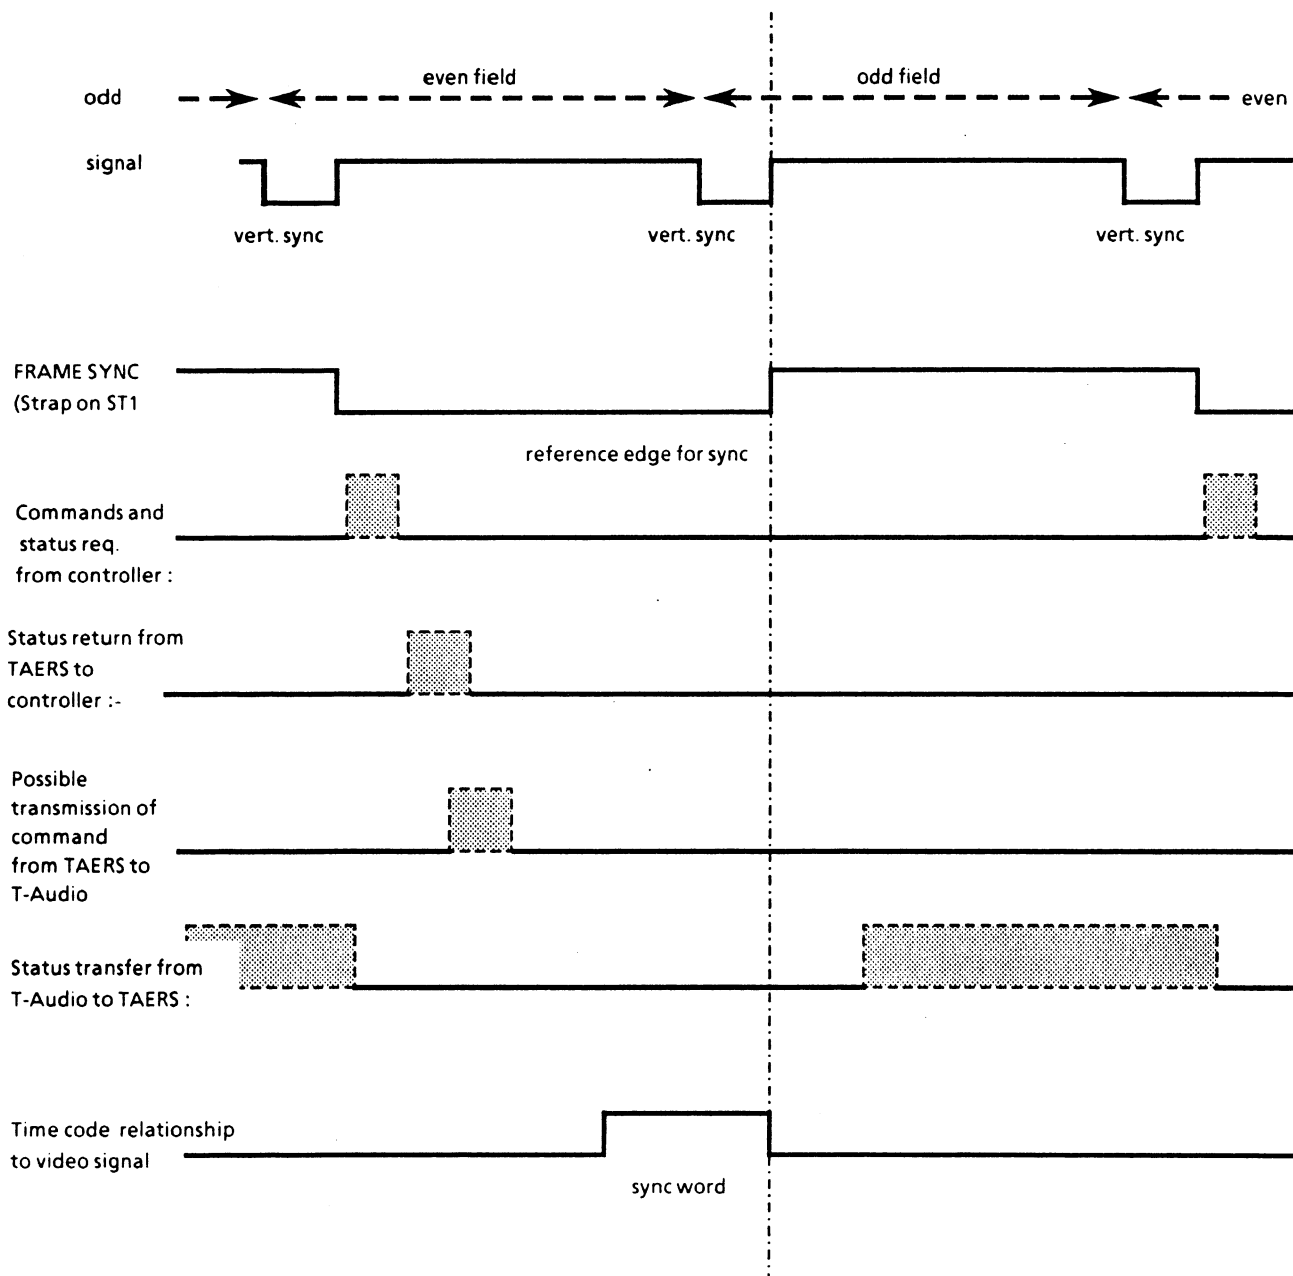 even field
odd field
odd
even
signal
vert. sync
vert. sync
vert. sync
FRAME SYNC
(Strap on ST1
reference edge for sync
Commands and
status req.
from controller :
Status return from
TAERS to
controller :-
Possible
transmission of
command
from TAERS to
T-Audio
Status transfer from
T-Audio to TAERS :
Time code relationship
to video signal
sync word